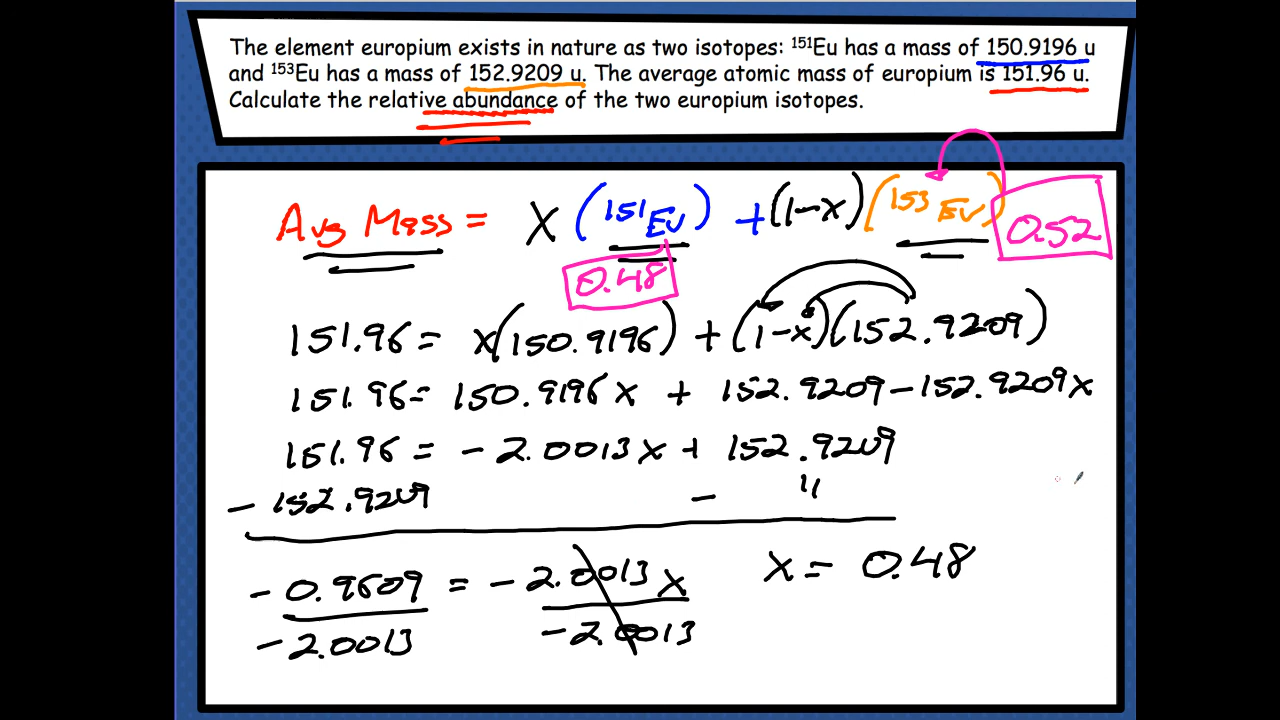 The element europium exists in nature as two isotopes: ¹⁵¹Eu has a mass of 150.9196 u
and ¹⁵³Eu has a mass of 152.9209 u. The average atomic mass of europium is 151.96 u.
Calculate the relative abundance of the two europium isotopes.
Avg Mass = X (¹⁵¹Eu) + (1-x) (¹⁵³Eu) 0.52
0.48
151.96 = x(150.9196) + (1-x)(152.9209)
151.96 = 150.9196x + 152.9209 - 152.9209x
151.96 = -2.0013x + 152.9209
- 152.9209 - "
-0.9609 = -2.0013x x = 0.48
-2.0013 -2.0013